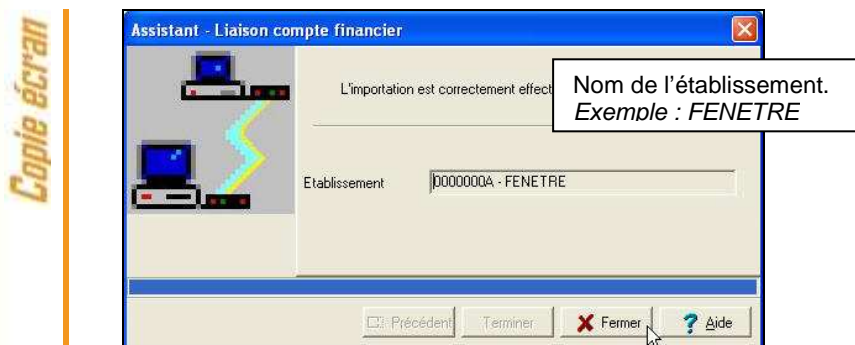 Copie écran
Assistant - Liaison compte financier
L'importation est correctement effect
Nom de l'établissement.
Exemple : FENETRE
Etablissement
0000000A - FENETRE
Précédent
Terminer
Fermer
? Aide